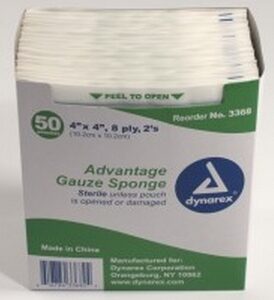 PEEL TO OPEN
Reorder No. 3368
50
4"x 4", 8 ply, 2's
(10.2cm x 10.2cm)
Advantage
Gauze Sponge
Sterile unless pouch
is opened or damaged
dynarex®
Made in China
Manufactured for:
Dynarex Corporation
Orangeburg, NY 10962
www.dynarex.com